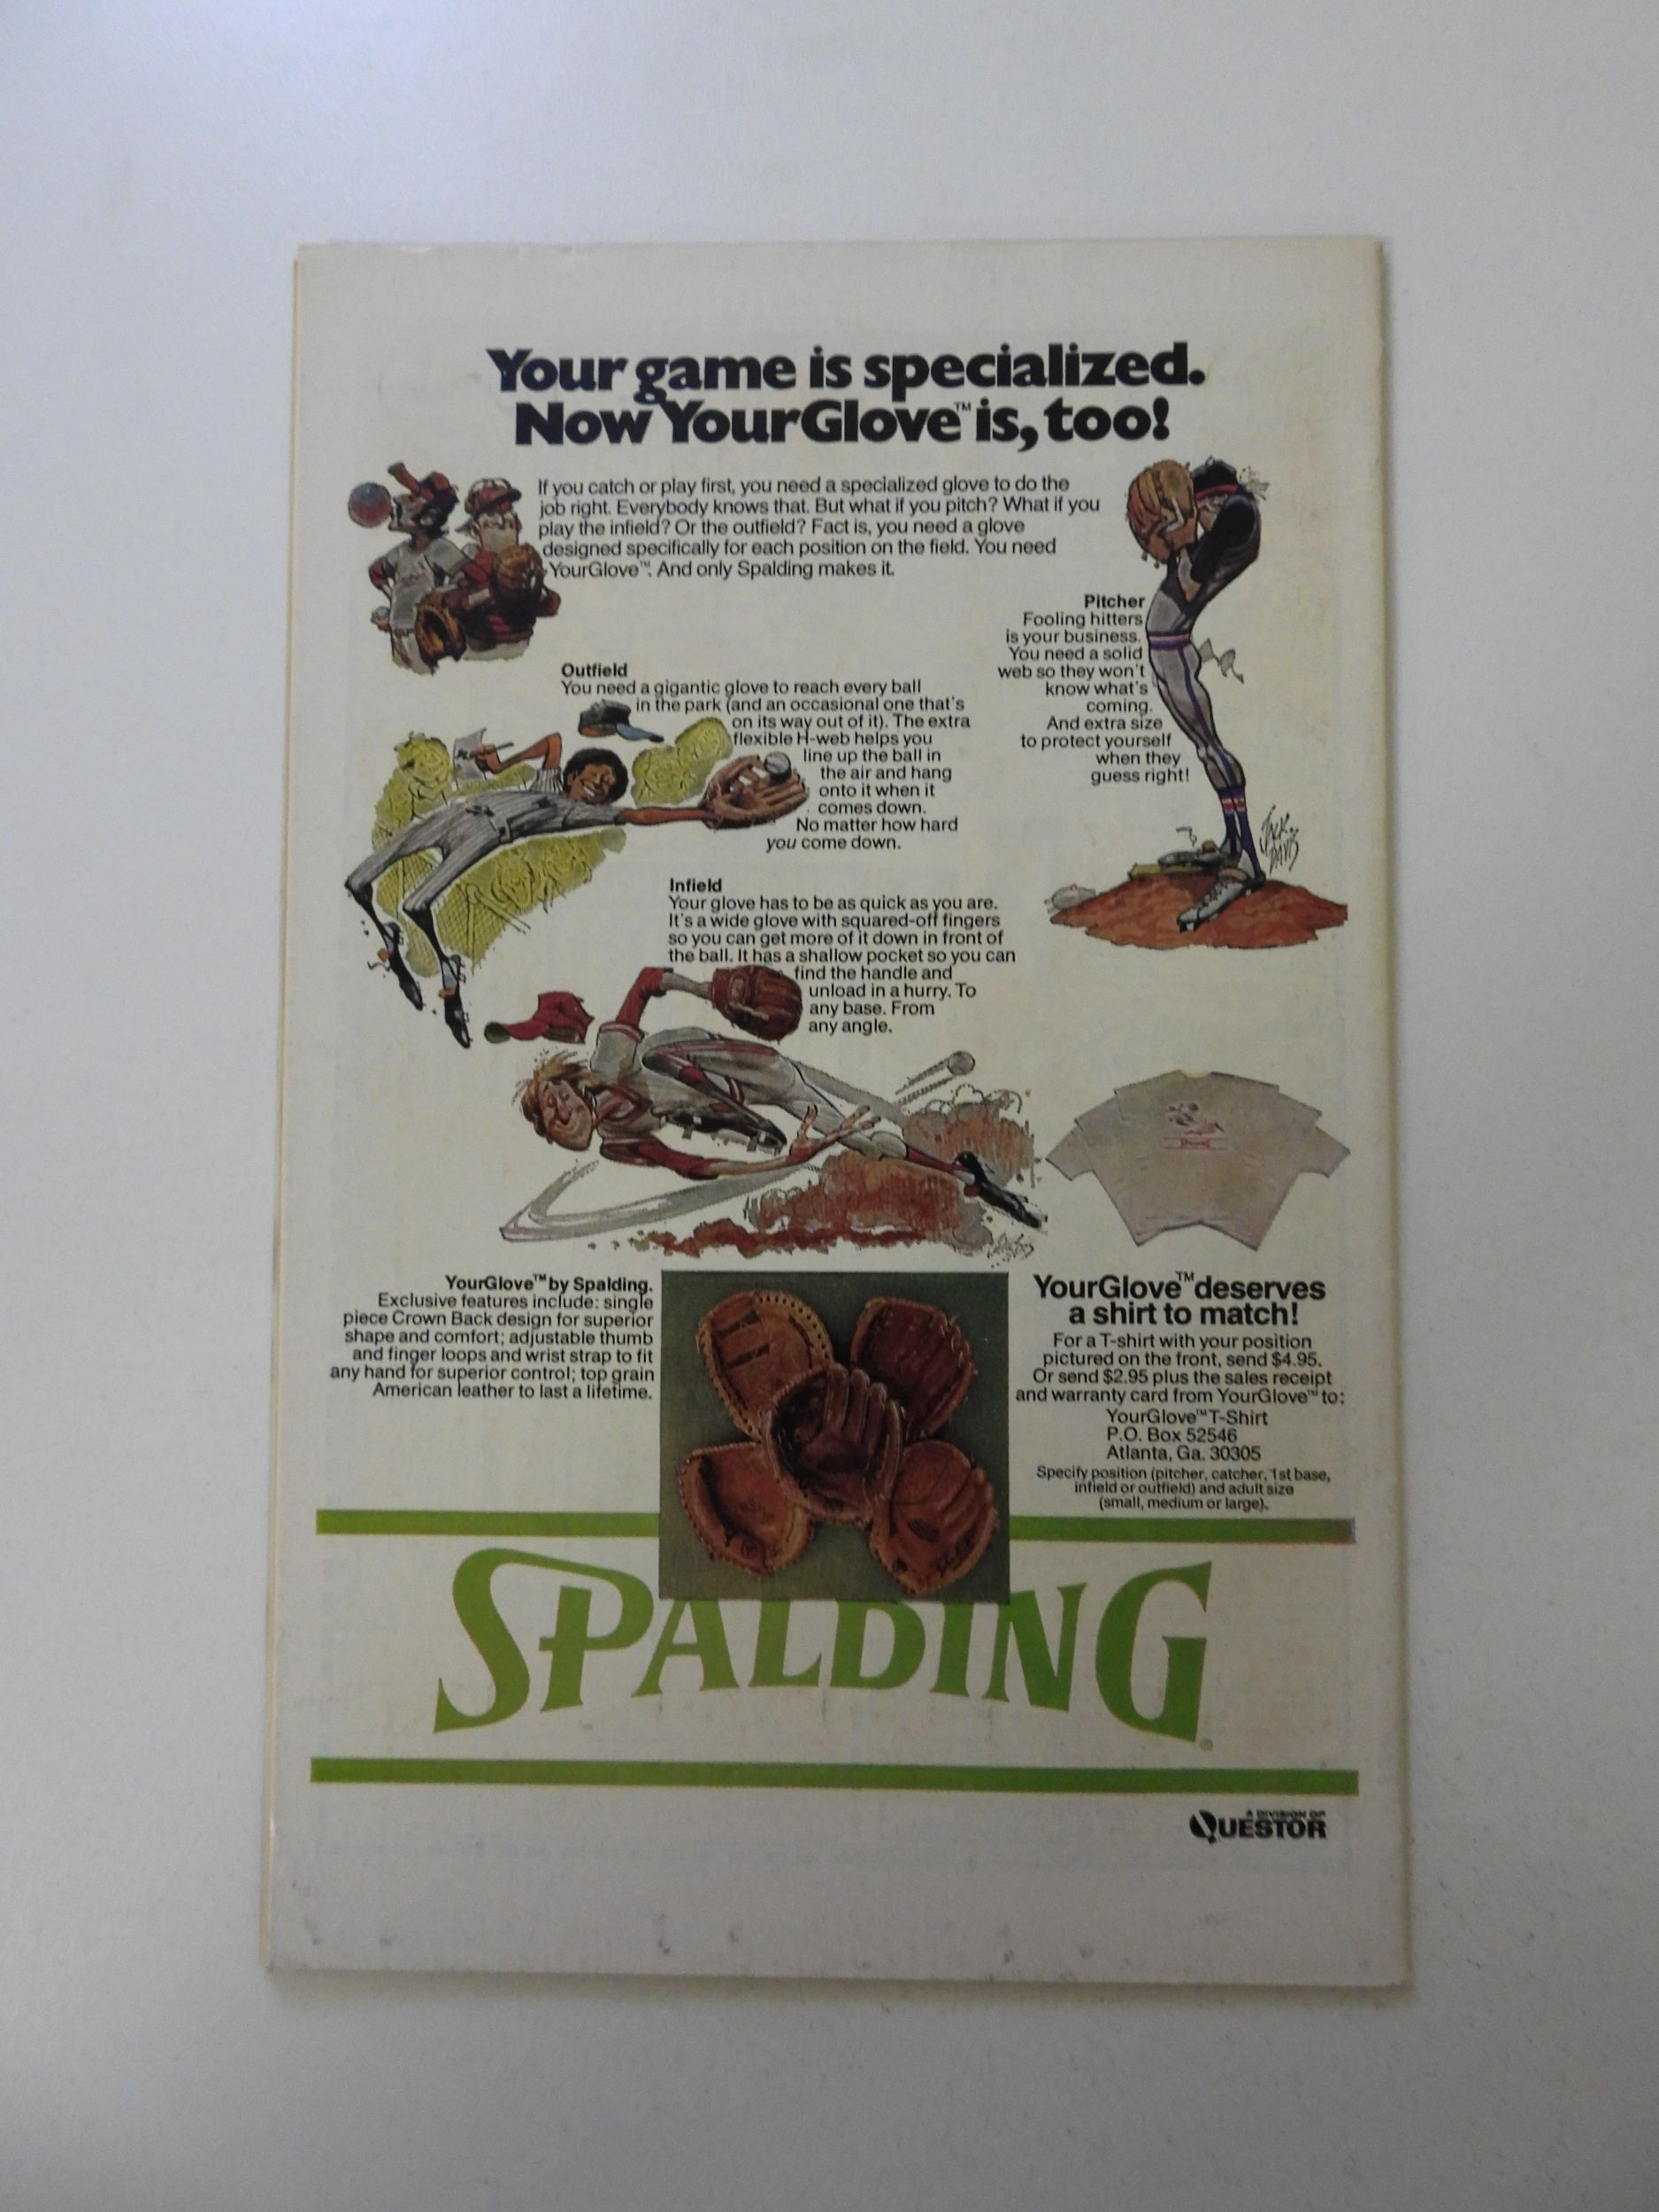 Your game is specialized.
Now YourGlove™ is, too!
If you catch or play first, you need a specialized glove to do the
job right. Everybody knows that. But what if you pitch? What if you
play the infield? Or the outfield? Fact is, you need a glove
designed specifically for each position on the field. You need
YourGlove™. And only Spalding makes it.
Pitcher
Fooling hitters
is your business.
You need a solid
web so they won't
know what's
coming.
And extra size
to protect yourself
when they
guess right!
JACK
DAVIS
Outfield
You need a gigantic glove to reach every ball
in the park (and an occasional one that's
on its way out of it). The extra
flexible H-web helps you
line up the ball in
the air and hang
onto it when it
comes down.
No matter how hard
you come down.
Infield
Your glove has to be as quick as you are.
It's a wide glove with squared-off fingers
so you can get more of it down in front of
the ball. It has a shallow pocket so you can
find the handle and
unload in a hurry. To
any base. From
any angle.
YourGlove™ by Spalding.
Exclusive features include: single
piece Crown Back design for superior
shape and comfort; adjustable thumb
and finger loops and wrist strap to fit
any hand for superior control; top grain
American leather to last a lifetime.
YourGlove™ deserves
a shirt to match!
For a T-shirt with your position
pictured on the front, send $4.95.
Or send $2.95 plus the sales receipt
and warranty card from YourGlove™ to:
YourGlove™ T-Shirt
P.O. Box 52546
Atlanta, Ga. 30305
Specify position (pitcher, catcher, 1st base,
infield or outfield) and adult size
(small, medium or large).
SPALDING®
A DIVISION OF
QUESTOR